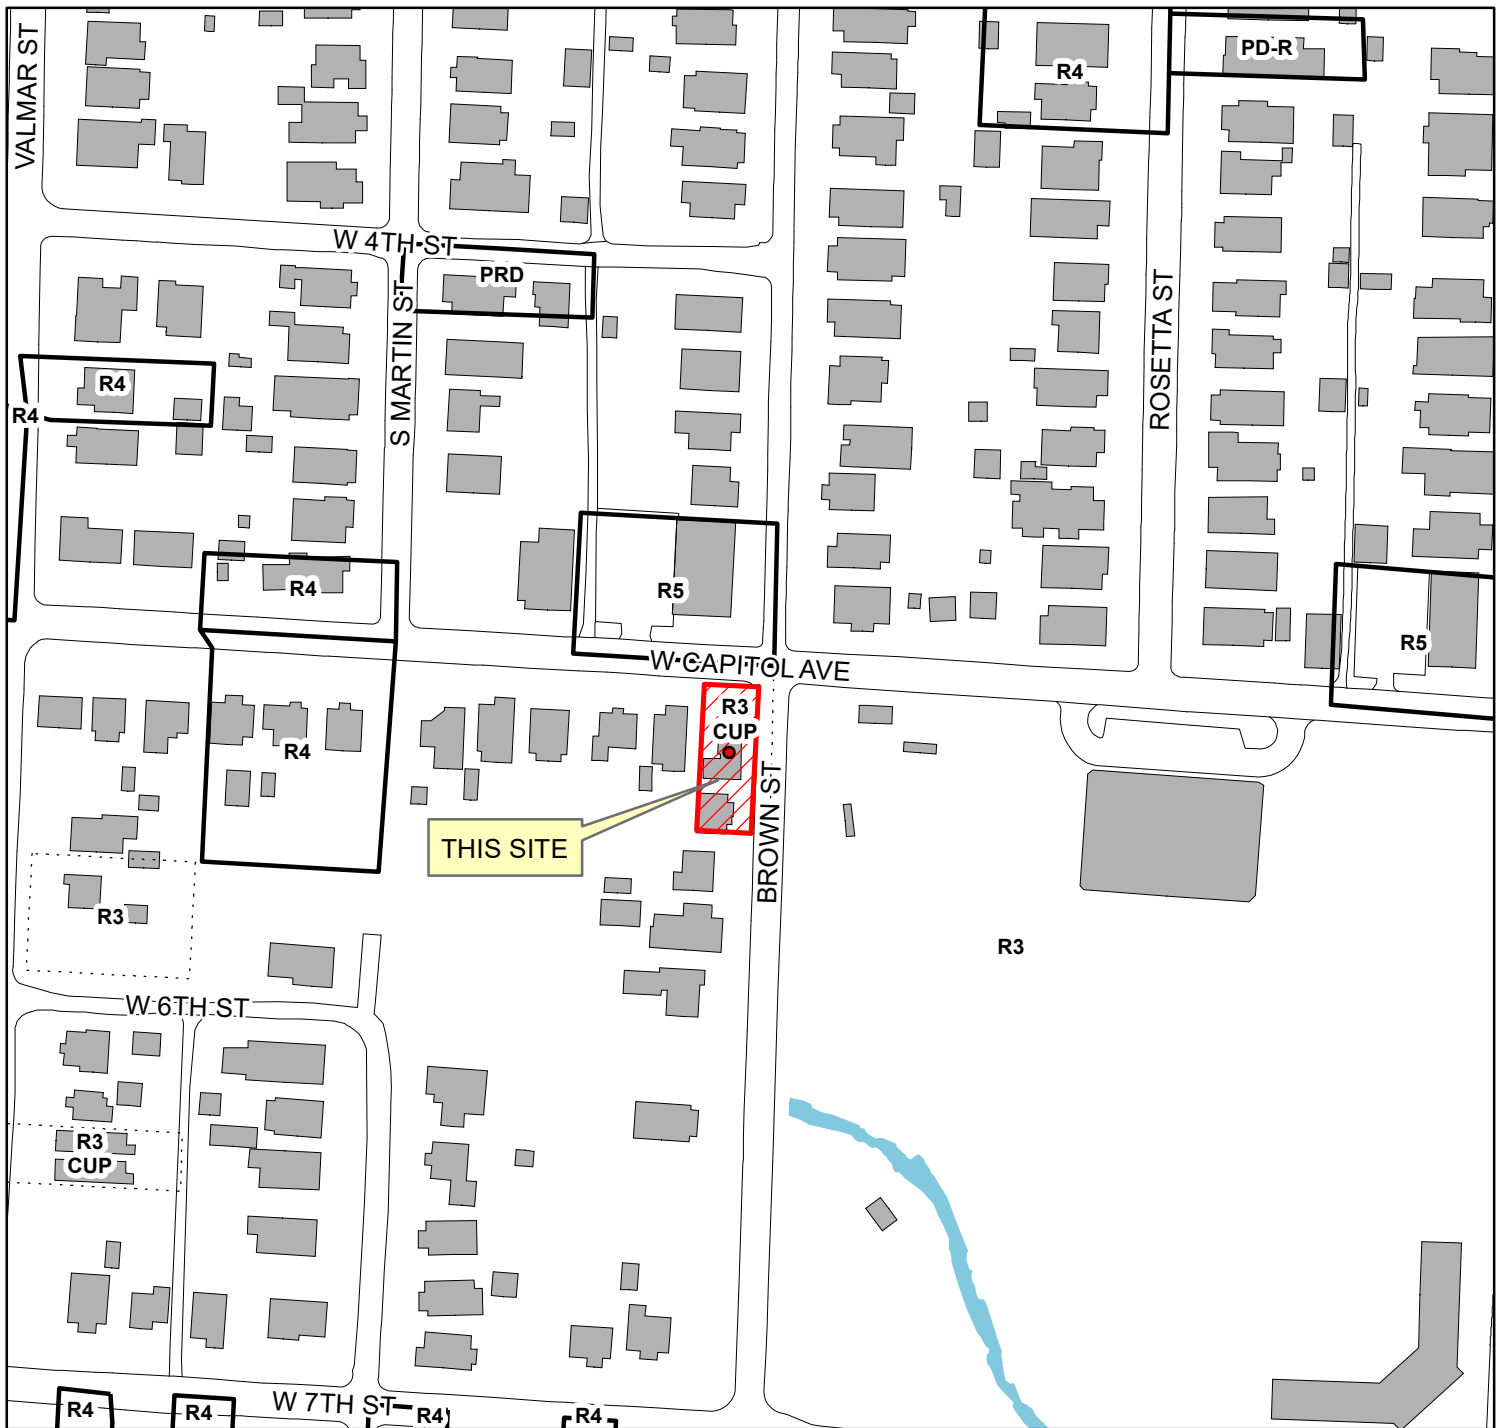 VALMAR ST
PD-R
R4
W 4TH ST
PRD
S MARTIN ST
ROSETTA ST
R4
R4
R4
R5
R5
W CAPITOL AVE
R3
CUP
R4
THIS SITE
BROWN ST
R3
R3
W 6TH ST
R3
CUP
W 7TH ST
R4
R4
R4
R4